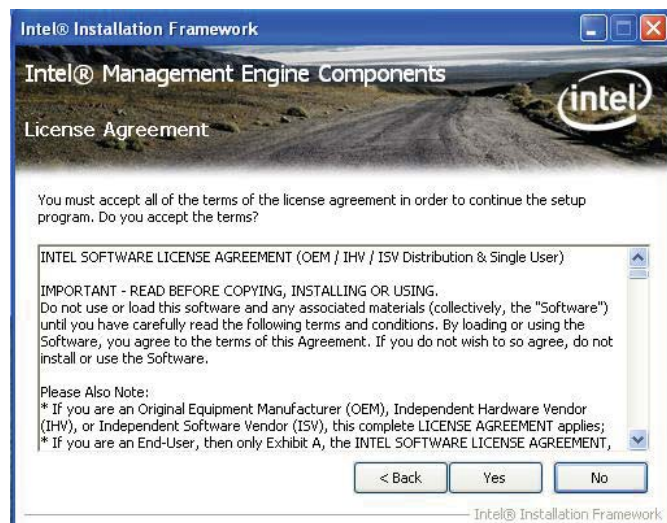 Intel® Installation Framework
Intel® Management Engine Components
intel
License Agreement
You must accept all of the terms of the license agreement in order to continue the setup
program. Do you accept the terms?
INTEL SOFTWARE LICENSE AGREEMENT (OEM / IHV / ISV Distribution & Single User)
IMPORTANT - READ BEFORE COPYING, INSTALLING OR USING.
Do not use or load this software and any associated materials (collectively, the "Software")
until you have carefully read the following terms and conditions. By loading or using the
Software, you agree to the terms of this Agreement. If you do not wish to so agree, do not
install or use the Software.
Please Also Note:
* If you are an Original Equipment Manufacturer (OEM), Independent Hardware Vendor
(IHV), or Independent Software Vendor (ISV), this complete LICENSE AGREEMENT applies;
* If you are an End-User, then only Exhibit A, the INTEL SOFTWARE LICENSE AGREEMENT,
< Back
Yes
No
Intel® Installation Framework